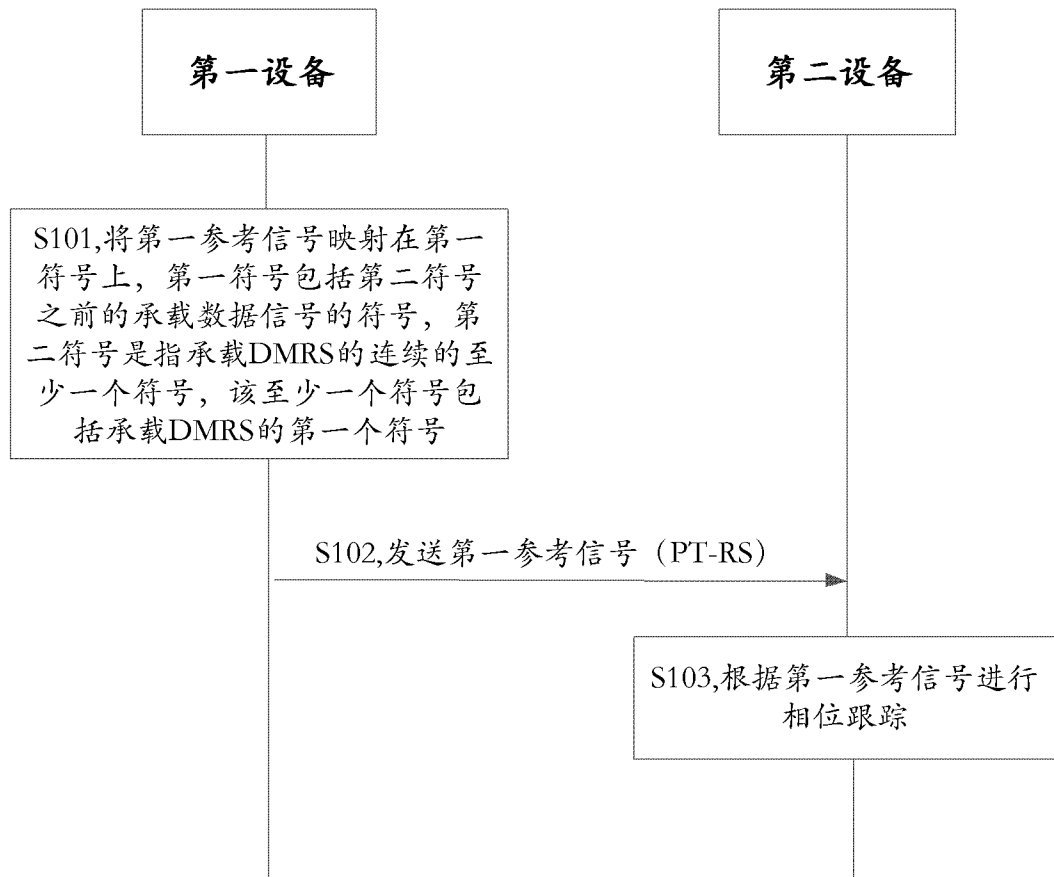 第一设备
第二设备
S101,将第一参考信号映射在第一
符号上，第一符号包括第二符号
之前的承载数据信号的符号，第
二符号是指承载DMRS的连续的至
少一个符号，该至少一个符号包
括承载DMRS的第一个符号
S102,发送第一参考信号（PT-RS）
S103,根据第一参考信号进行
相位跟踪